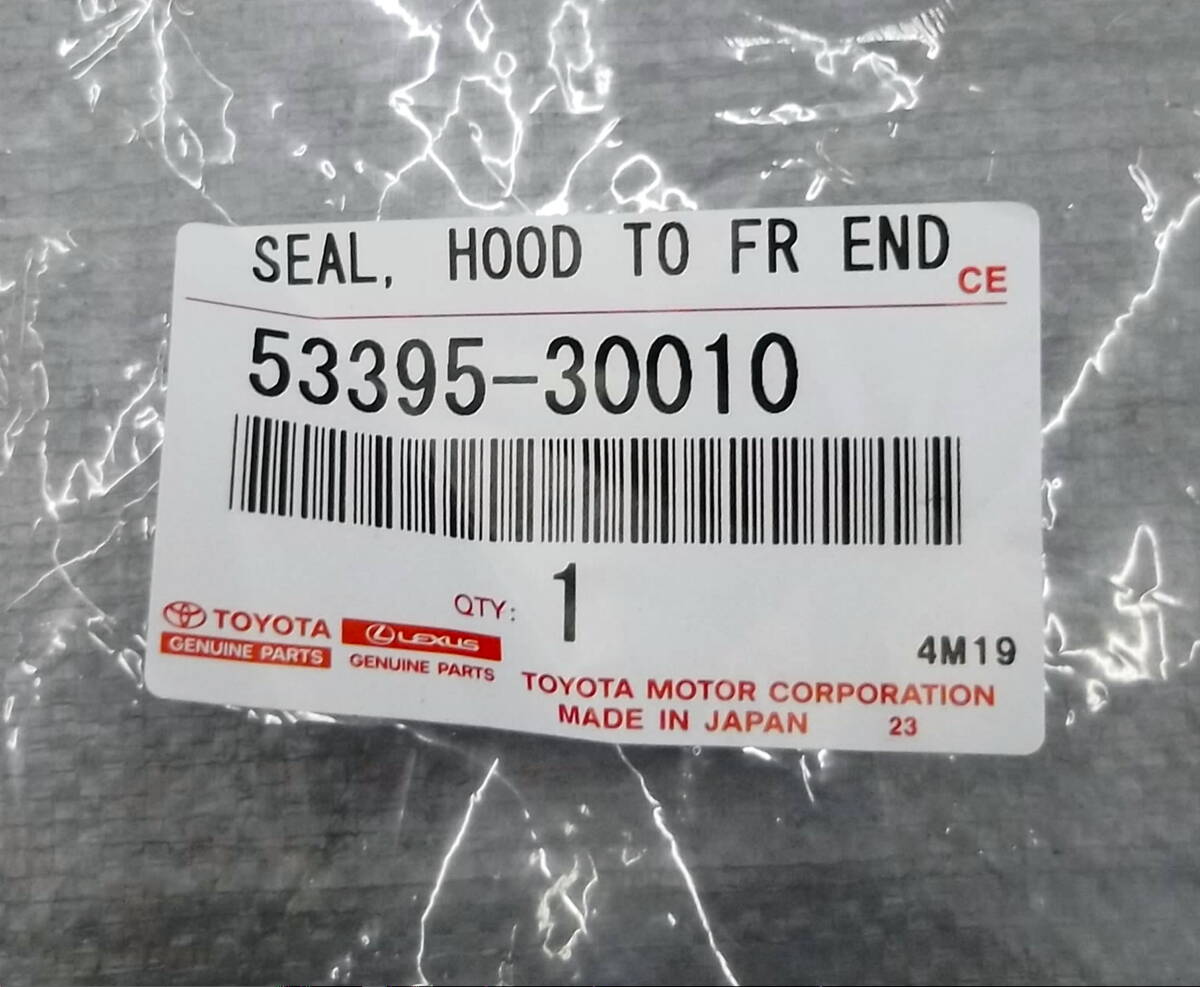 SEAL, HOOD TO FR END
CE
53395-30010
QTY: 1
TOYOTA
GENUINE PARTS
LEXUS
GENUINE PARTS
4M19
TOYOTA MOTOR CORPORATION
MADE IN JAPAN 23